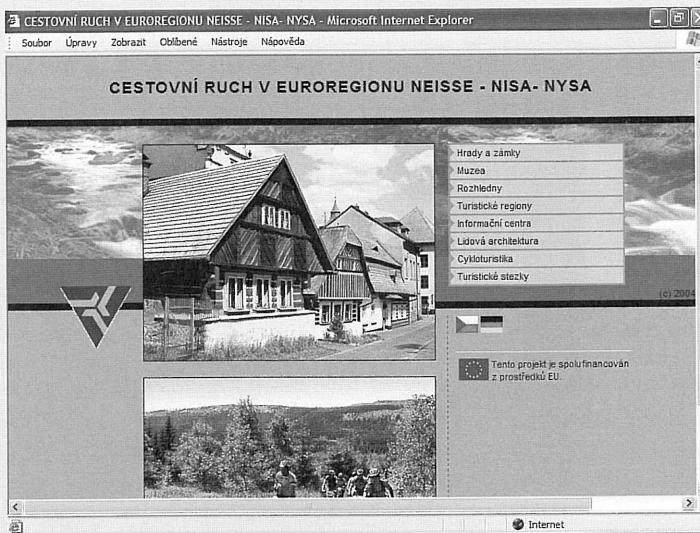 CESTOVNÍ RUCH V EUROREGIONU NEISSE - NISA- NYSA - Microsoft Internet Explorer
Soubor Úpravy Zobrazit Oblíbené Nástroje Nápověda
CESTOVNÍ RUCH V EUROREGIONU NEISSE - NISA- NYSA
Hrady a zámky
Muzea
Rozhledny
Turistické regiony
Informační centra
Lidová architektura
Cykloturistika
Turistické stezky
(c) 2004
Tento projekt je spolufinancován
z prostředků EU.
Internet